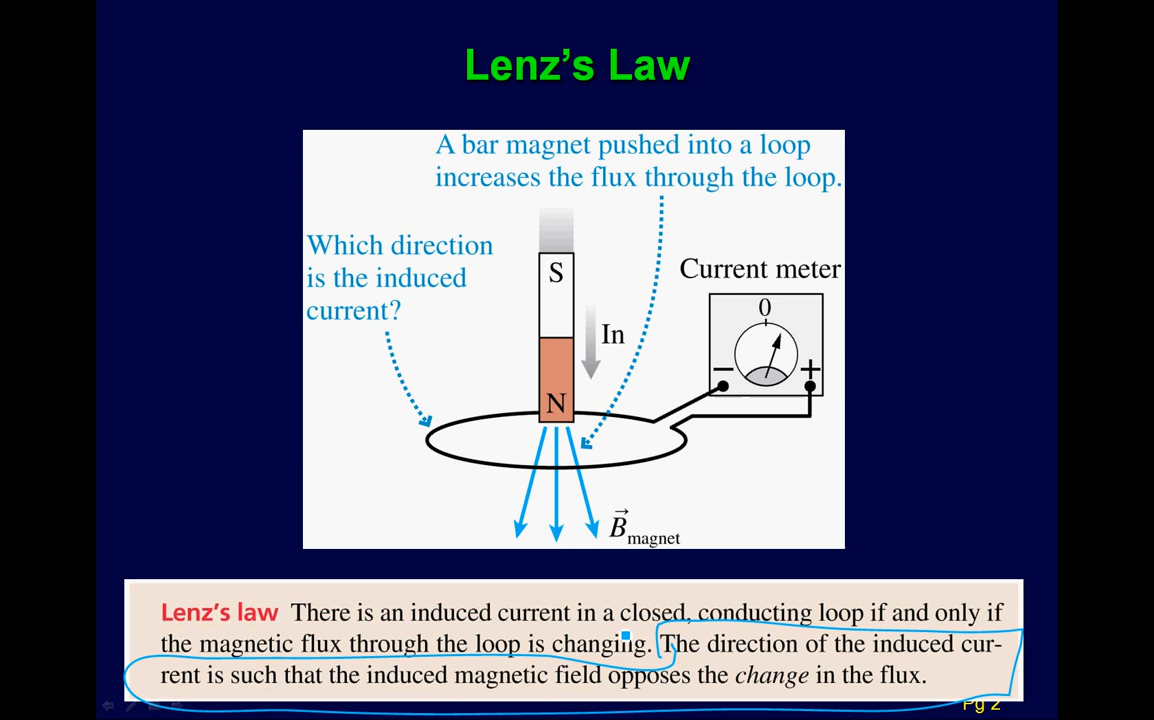 Lenz’s Law
A bar magnet pushed into a loop
increases the flux through the loop.
Which direction
is the induced
current?
S
In
N
Current meter
0
− +
B⃗magnet
Lenz’s law There is an induced current in a closed, conducting loop if and only if
the magnetic flux through the loop is changing. The direction of the induced cur-
rent is such that the induced magnetic field opposes the change in the flux.
Pg 2